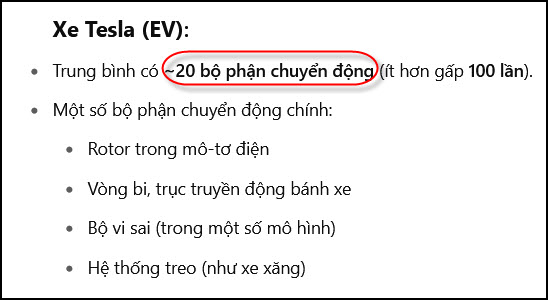 Xe Tesla (EV):
Trung bình có ~20 bộ phận chuyển động (ít hơn gấp 100 lần).
Một số bộ phận chuyển động chính:
Rotor trong mô-tơ điện
Vòng bi, trục truyền động bánh xe
Bộ vi sai (trong một số mô hình)
Hệ thống treo (như xe xăng)